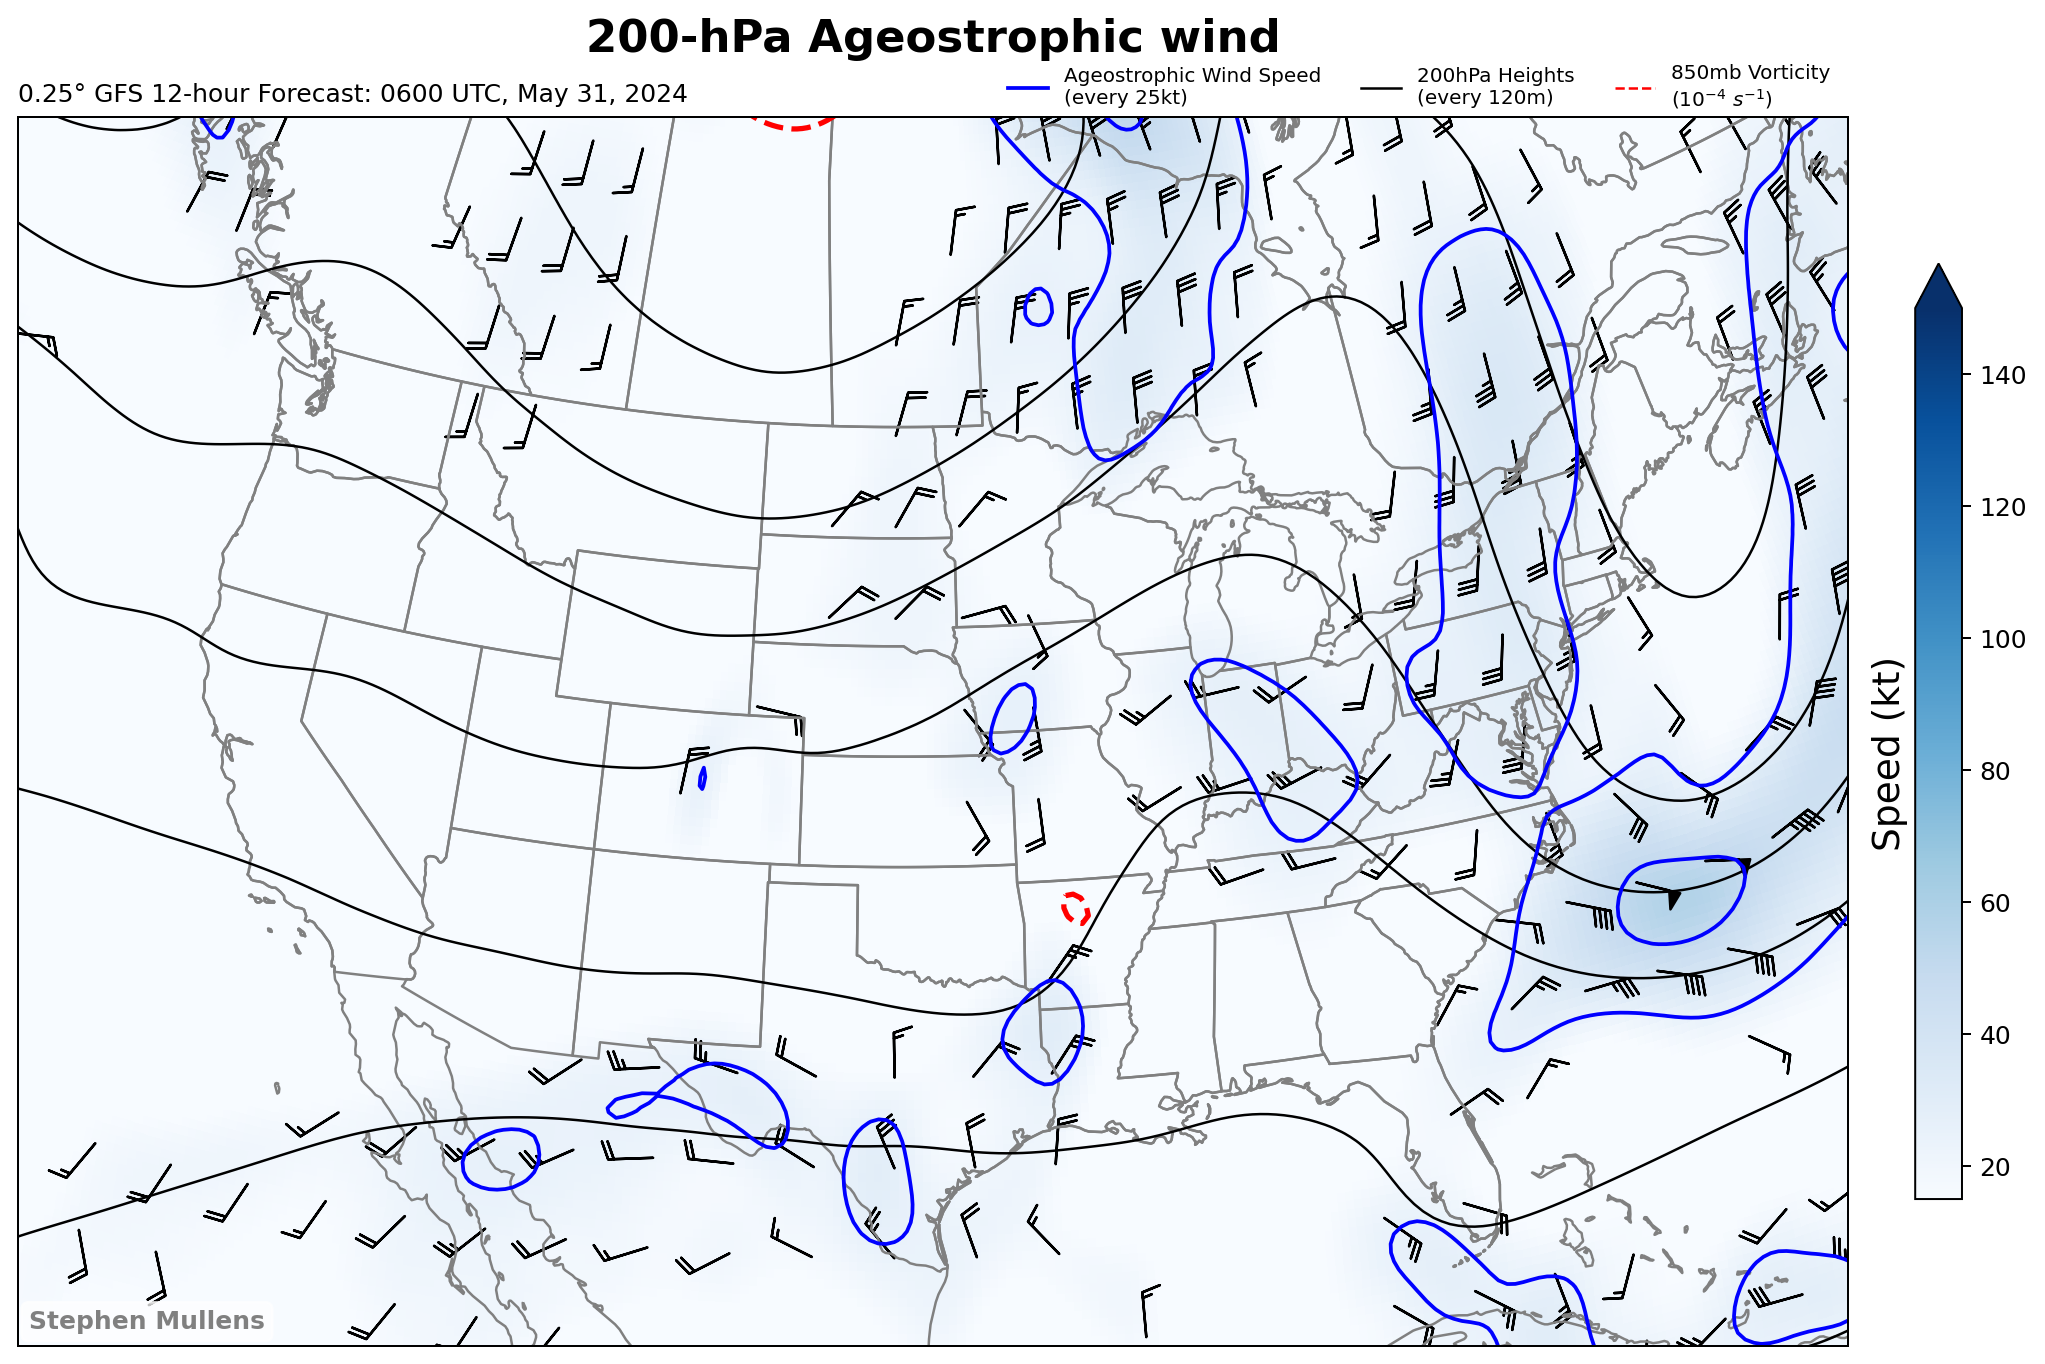 200-hPa Ageostrophic wind
0.25° GFS 12-hour Forecast: 0600 UTC, May 31, 2024
Ageostrophic Wind Speed
(every 25kt)
200hPa Heights
(every 120m)
850mb Vorticity
(10⁻⁴ s⁻¹)
140
120
100
80
60
40
20
Speed (kt)
Stephen Mullens